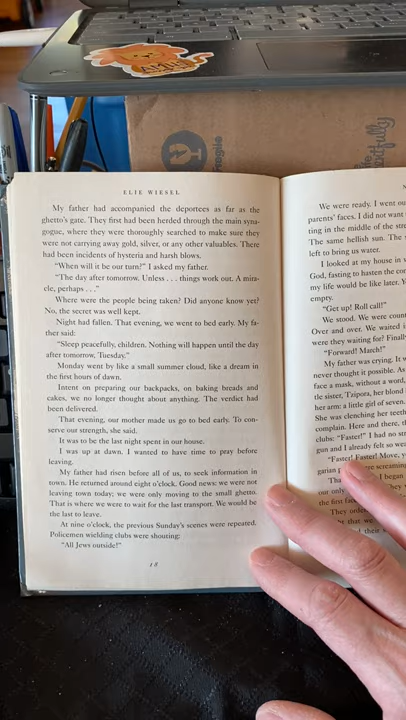 AMLE
Fragile
ELIE WIESEL
My father had accompanied the deportees as far as the
ghetto's gate. They first had been herded through the main syna-
gogue, where they were thoroughly searched to make sure they
were not carrying away gold, silver, or any other valuables. There
had been incidents of hysteria and harsh blows.
"When will it be our turn?" I asked my father.
"The day after tomorrow. Unless . . . things work out. A mira-
cle, perhaps . . ."
Where were the people being taken? Did anyone know yet?
No, the secret was well kept.
Night had fallen. That evening, we went to bed early. My fa-
ther said:
"Sleep peacefully, children. Nothing will happen until the day
after tomorrow, Tuesday."
Monday went by like a small summer cloud, like a dream in
the first hours of dawn.
Intent on preparing our backpacks, on baking breads and
cakes, we no longer thought about anything. The verdict had
been delivered.
That evening, our mother made us go to bed early. To con-
serve our strength, she said.
It was to be the last night spent in our house.
I was up at dawn. I wanted to have time to pray before
leaving.
My father had risen before all of us, to seek information in
town. He returned around eight o'clock. Good news: we were not
leaving town today; we were only moving to the small ghetto.
That is where we were to wait for the last transport. We would be
the last to leave.
At nine o'clock, the previous Sunday's scenes were repeated.
Policemen wielding clubs were shouting:
"All Jews outside!"
18
We were ready. I went ou
parents' faces. I did not want
ting in the middle of the stre
The same hellish sun. The s
left to bring us water.
I looked at my house in w
God, fasting to hasten the co
my life would be like later. Y
empty.
"Get up! Roll call!"
We stood. We were coun
Over and over. We waited i
were they waiting for? Finally
"Forward! March!"
My father was crying. It w
never thought it possible. As
face a mask, without a word,
tle sister, Tzipora, her blond
her arm: a little girl of seven.
She was clenching her teeth
complain. Here and there, th
clubs: "Faster!" I had no str
gun and I already felt so wea
"Faster! Faster! Move, y
garian were screaming
Tha I began
our only
the first fac
They order
that we